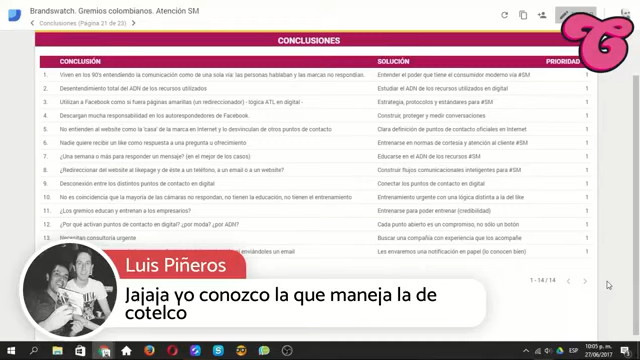 Brandswatch. Gremios colombianos. Atención SM
Conclusiones (Página 21 de 23)
CONCLUSIONES
CONCLUSIÓN SOLUCIÓN PRIORIDAD
1. Viven en los 90's entendiendo la comunicación como de una sola vía: las personas hablaban y las marcas no respondían. Entender el poder que tiene el consumidor moderno vía #SM 1
2. Desentendimiento total del ADN de los recursos utilizados Estudiar el ADN de los recursos utilizados en digital 1
3. Utilizan a Facebook como si fuera páginas amarillas (un redireccionador) - lógica ATL en digital - Estrategia, protocolos y estándares para #SM 1
4. Descargan mucha responsabilidad en los autorespondedores de Facebook. Construir, proteger y medir conversaciones 1
5. No entienden al website como la 'casa' de la marca en Internet y lo desvinculan de otros puntos de contacto Clara definición de puntos de contacto oficiales en Internet 1
6. Nadie quiere recibir un like como respuesta a una pregunta o ofrecimiento Entrenarse en normas de cortesía y atención al cliente #SM 1
7. ¿Una semana o más para responder un mensaje? (en el mejor de los casos) Educarse en el ADN de los recursos #SM 1
8. ¿Redireccionar del website al likepage y de éste a un teléfono, a un email o a un website? Construir flujos comunicacionales inteligentes para #SM 1
9. Desconexión entre los distintos puntos de contacto en digital Conectar los puntos de contacto en digital 1
10. No es coincidencia que la mayoría de las cámaras no respondan, no tienen la educación, no tienen el entrenamiento Entrenamiento urgente con una lógica distinta a la del like 1
11. ¿Los gremios educan y entrenan a los empresarios? Entrenarse para poder entrenar (credibilidad) 1
12. ¿Por qué activan puntos de contacto en digital? ¿por moda? ¿por ADN? Cada punto abierto es un compromiso, no sólo un botón 1
13. Necesitan consultoría urgente Buscar una compañía con experiencia que los acompañe 1
enviándoles un email Les enviaremos una notificación en papel (lo conocen bien) 1
1 - 14 / 14
Luis Piñeros
Jajaja yo conozco la que maneja la de
cotelco
ESP
10:05 p. m.
27/06/2017